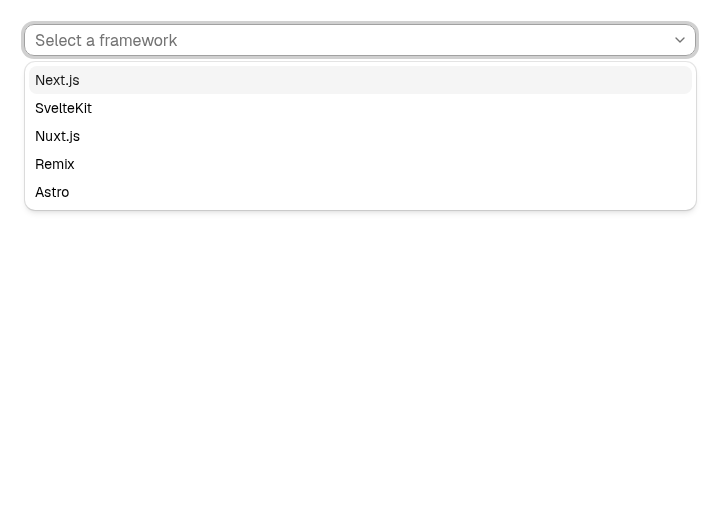 Select a framework
Next.js
SvelteKit
Nuxt.js
Remix
Astro